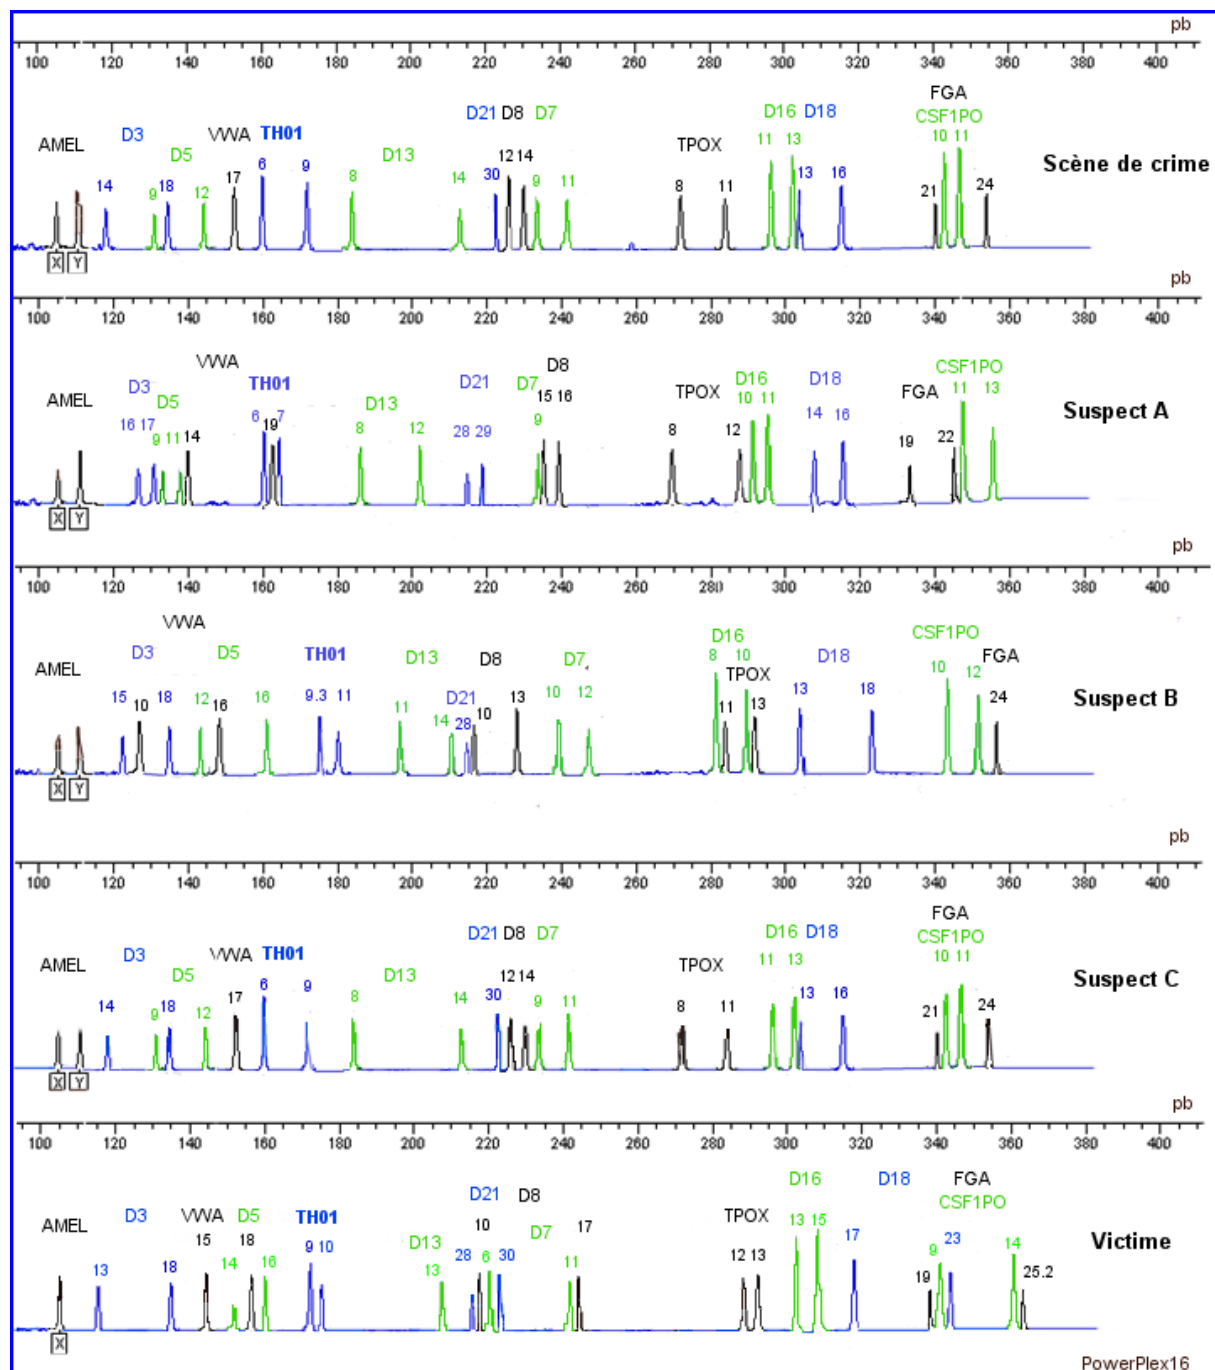 pb
100 120 140 160 180 200 220 240 260 280 300 320 340 360 380 400
FGA
D21 D8 D7 D16 D18 CSF1PO
AMEL D3 D5 VWA TH01 D13 TPOX
14 9 18 12 17 6 9 8 14 30 12 14 9 11 8 11 11 13 13 16 21 10 11 24
Scène de crime
X Y
pb
100 120 140 160 180 200 220 240 260 280 300 320 340 360 380 400
VWA D8 CSF1PO
AMEL D3 D5 TH01 D13 D21 D7 TPOX D16 D18 FGA
16 17 9 11 14 6 19 7 8 12 28 29 9 15 16 8 12 10 11 14 16 19 22 11 13
Suspect A
X Y
pb
100 120 140 160 180 200 220 240 260 280 300 320 340 360 380 400
VWA
AMEL D3 D5 TH01 D13 D21 D8 D7 D16 TPOX D18 CSF1PO FGA
15 10 18 12 16 16 9.3 11 11 14 28 10 13 10 12 8 11 10 13 13 18 10 12 24
Suspect B
X Y
pb
100 120 140 160 180 200 220 240 260 280 300 320 340 360 380 400
FGA
D21 D8 D7 D16 D18 CSF1PO
AMEL D3 D5 VWA TH01 D13 TPOX
14 9 18 12 17 6 9 8 14 30 12 14 9 11 8 11 11 13 13 16 21 10 11 24
Suspect C
X Y
pb
100 120 140 160 180 200 220 240 260 280 300 320 340 360 380 400
D16 D18 FGA
AMEL D3 VWA D5 TH01 D13 D21 D8 D7 TPOX CSF1PO
13 18 15 14 18 16 9 10 13 28 10 6 30 11 17 12 13 13 15 17 19 9 23 14 25.2
Victime
X
PowerPlex16